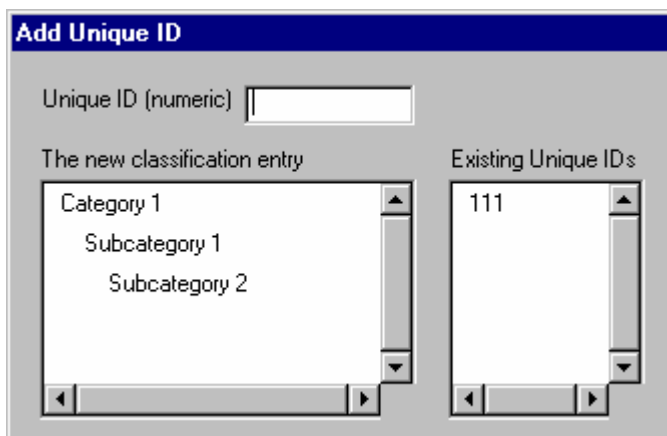 Add Unique ID
Unique ID (numeric)
The new classification entry
Existing Unique IDs
Category 1
111
Subcategory 1
Subcategory 2